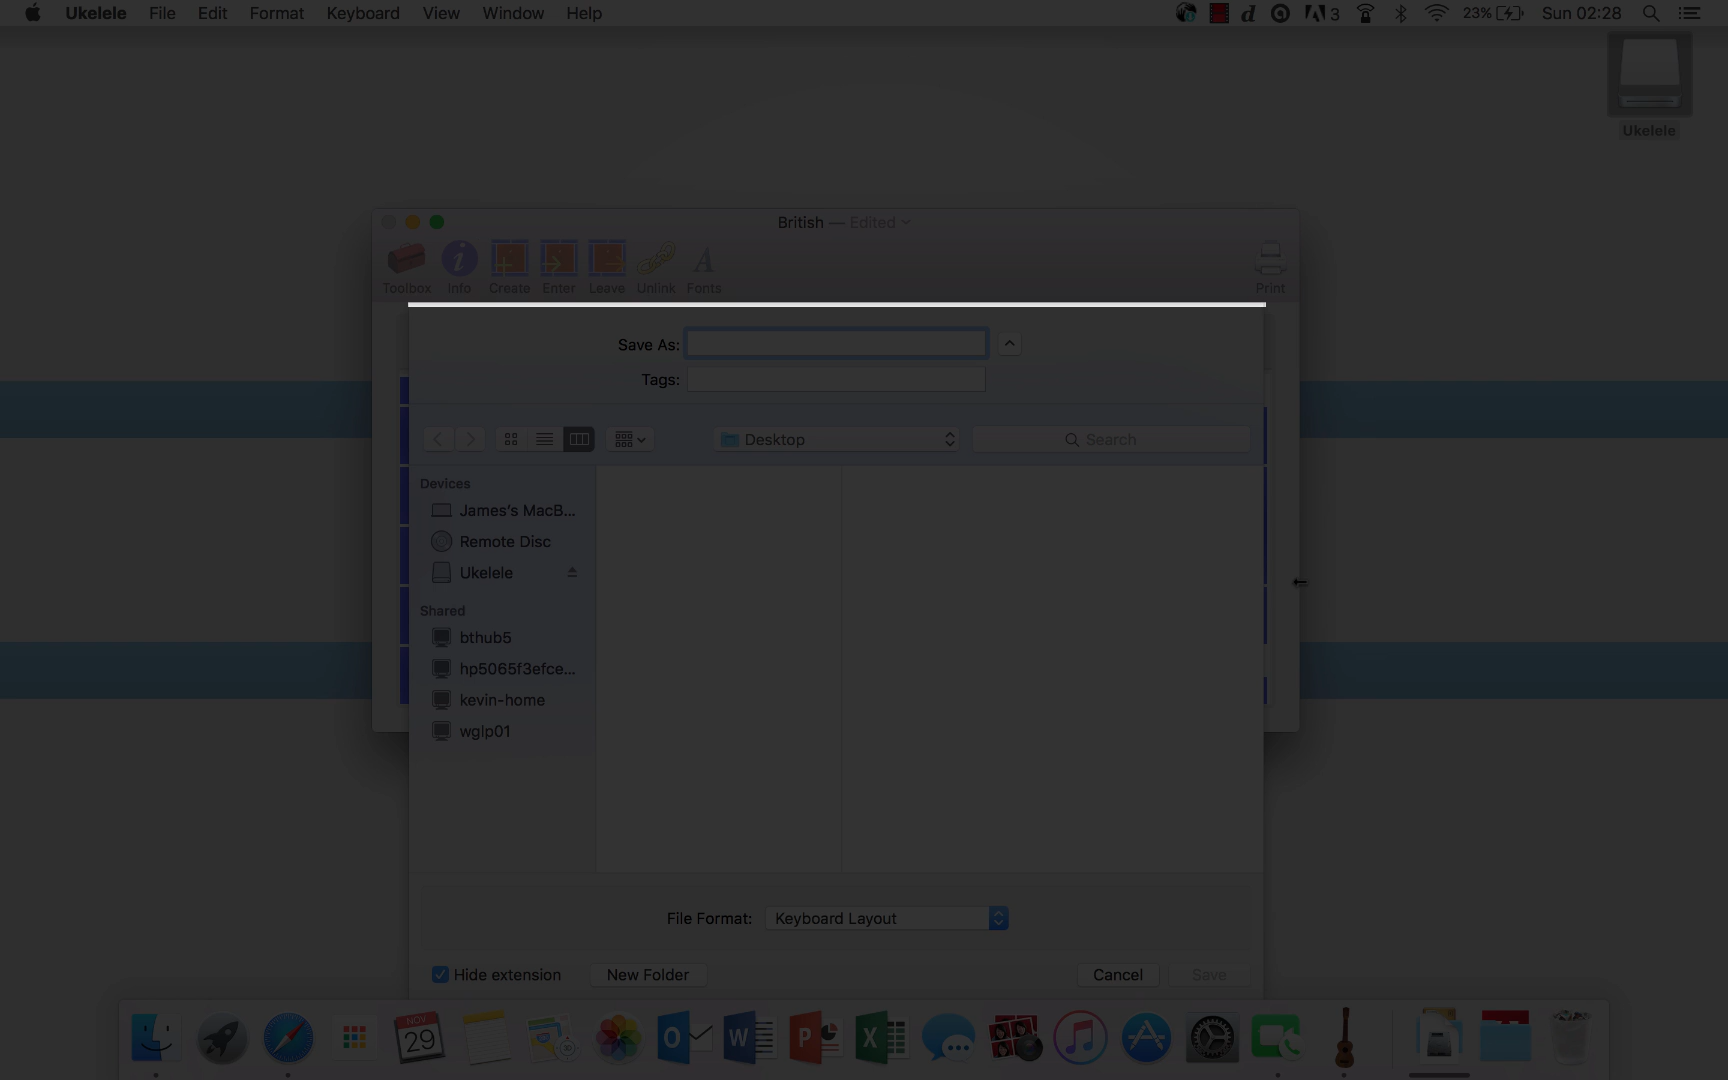 Ukelele File Edit Format Keyboard View Window Help 3 23% Sun 02:28
Ukelele
British — Edited
Toolbox Info Create Enter Leave Unlink Fonts Print
Save As:
Tags:
Desktop Search
Devices
James's MacB...
Remote Disc
Ukelele
Shared
bthub5
hp5065f3efce...
kevin-home
wglp01
File Format: Keyboard Layout
Hide extension New Folder Cancel Save
NOV
29